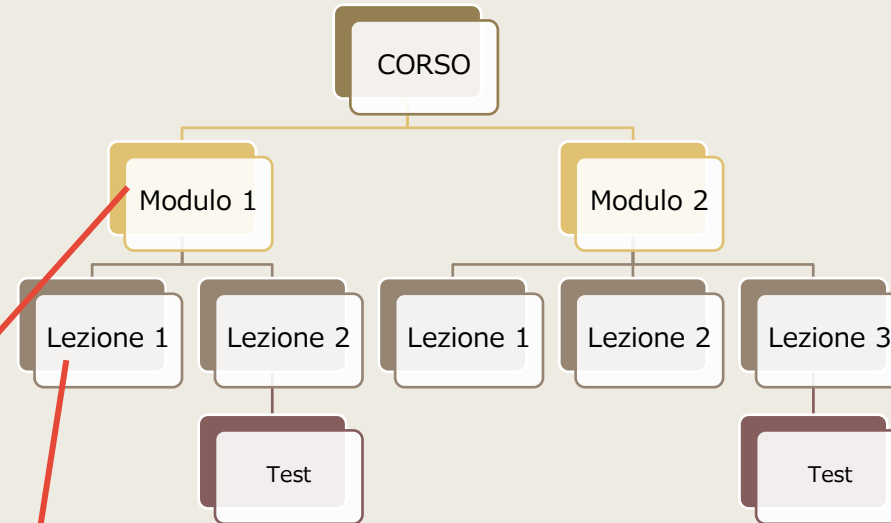 CORSO
Modulo 1
Modulo 2
Lezione 1
Lezione 2
Lezione 1
Lezione 2
Lezione 3
Test
Test